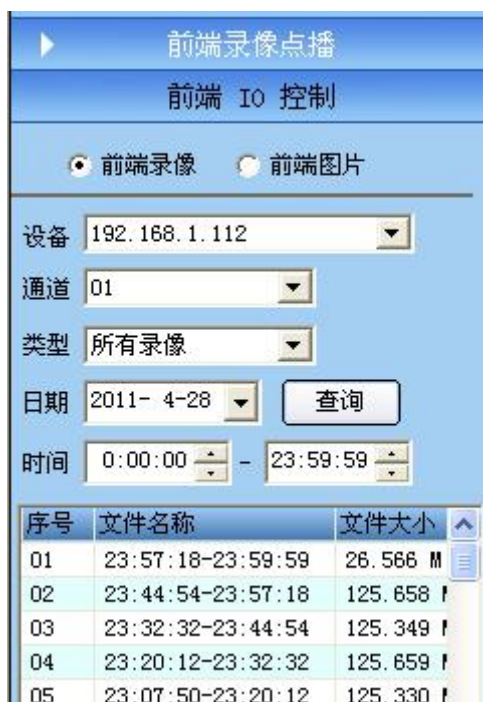 前端录像点播
前端 IO 控制
前端录像 前端图片
设备 192.168.1.112
通道 01
类型 所有录像
日期 2011- 4-28 查询
时间 0:00:00 - 23:59:59
序号 文件名称 文件大小
01 23:57:18-23:59:59 26.566 M
02 23:44:54-23:57:18 125.658 M
03 23:32:32-23:44:54 125.349 M
04 23:20:12-23:32:32 125.659 M
05 23:07:50-23:20:12 125.330 M